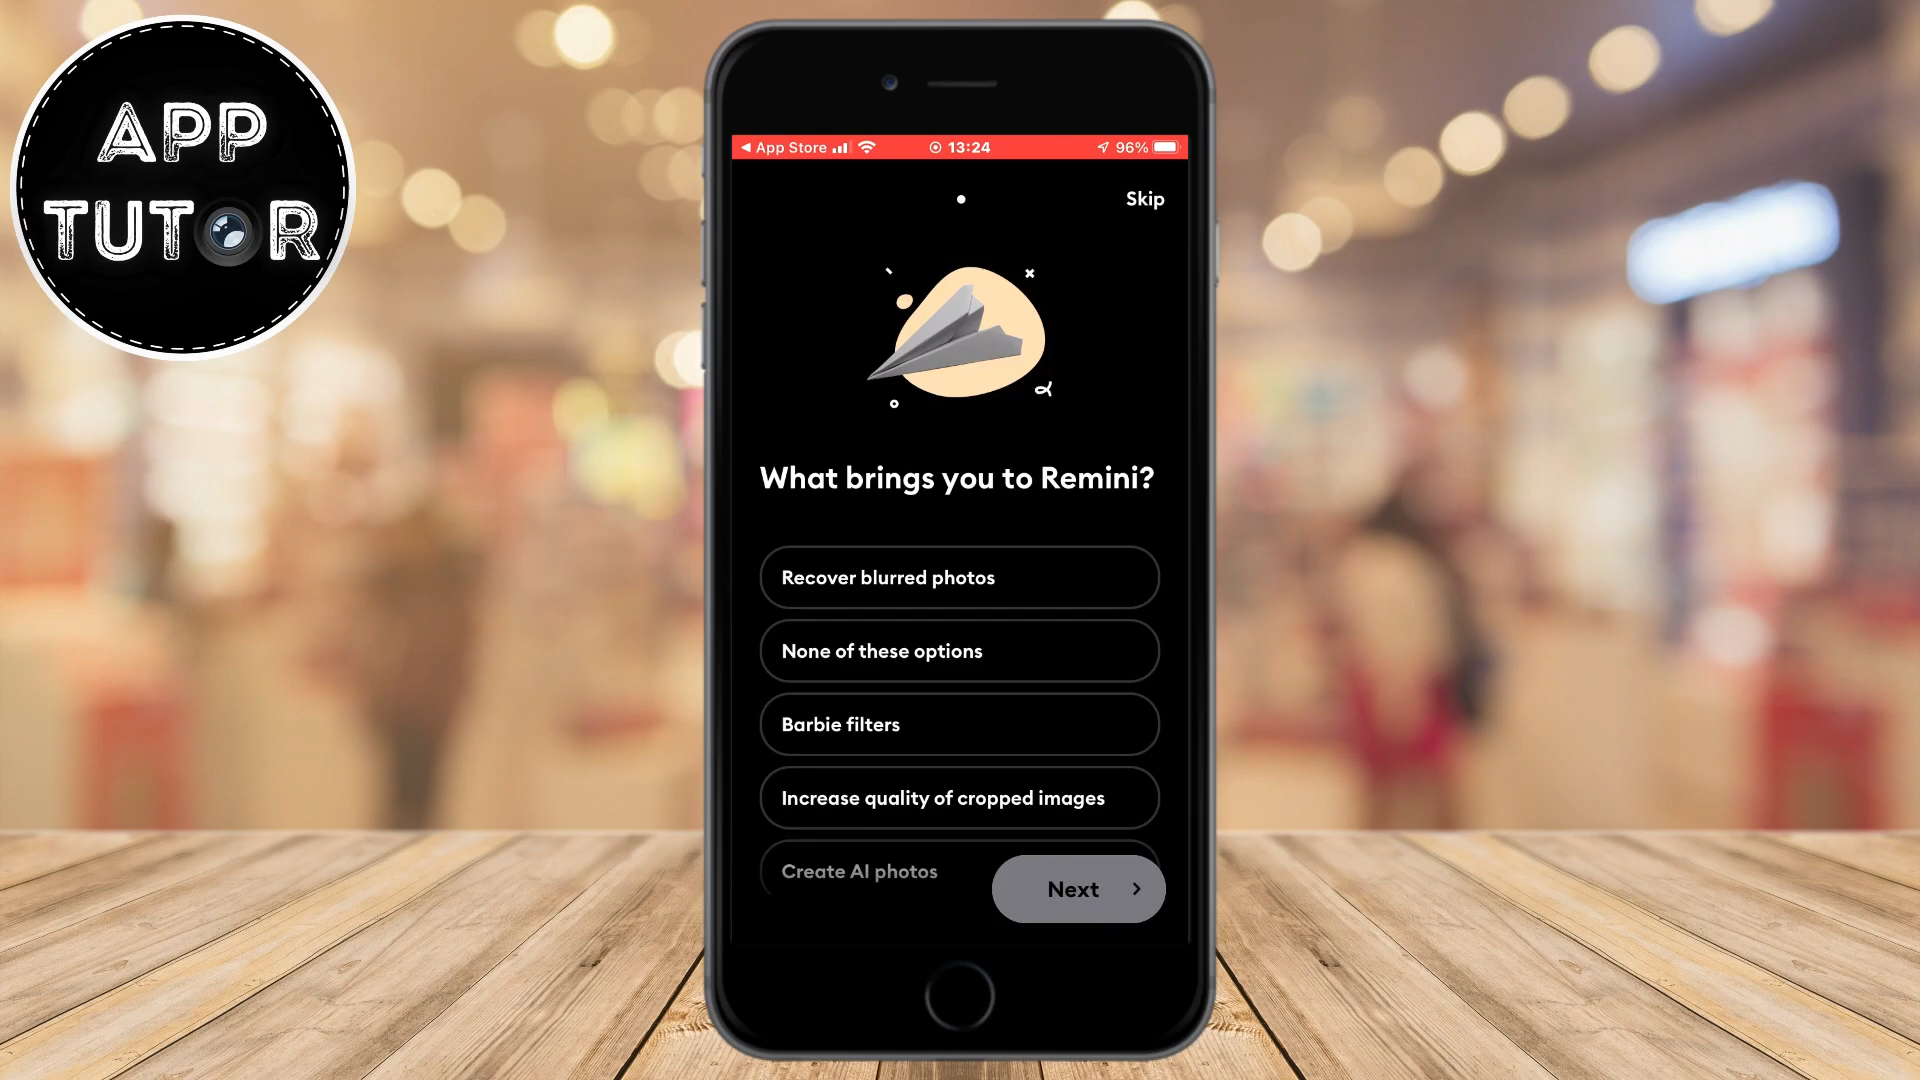 APP
TUTOR
App Store 13:24 96%
Skip
What brings you to Remini?
Recover blurred photos
None of these options
Barbie filters
Increase quality of cropped images
Create AI photos
Next